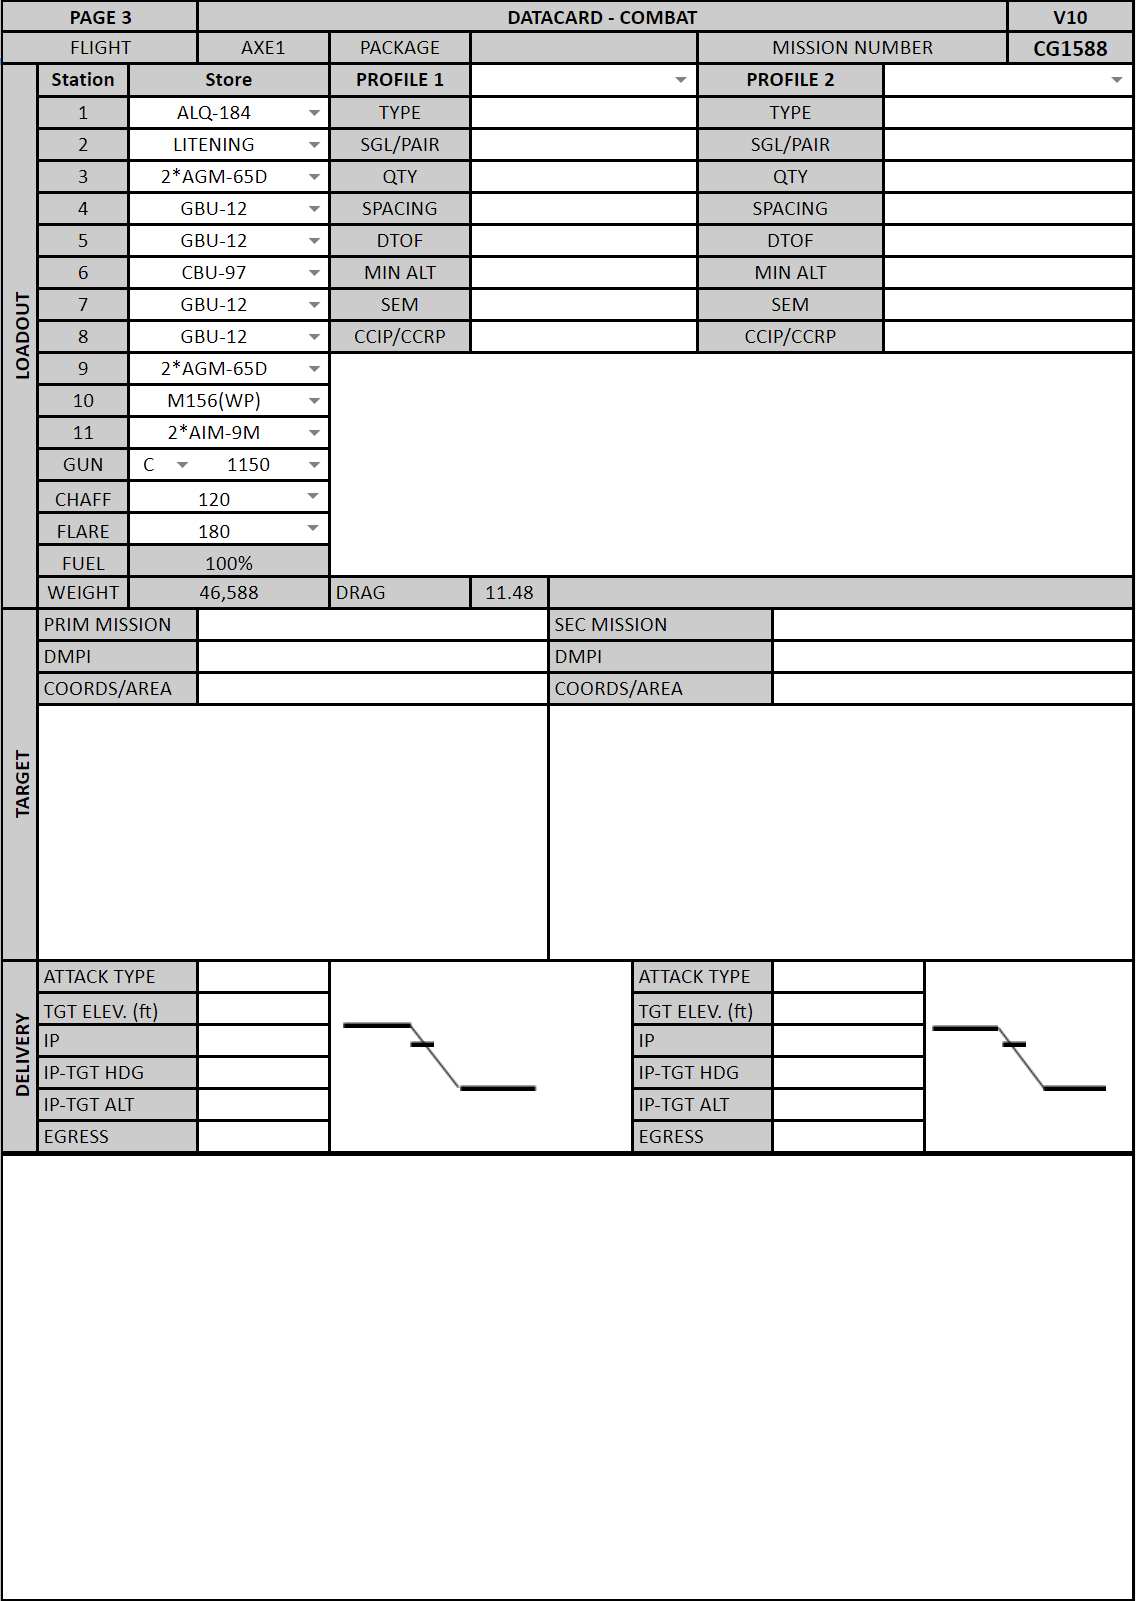 PAGE 3 DATACARD - COMBAT V10
FLIGHT AXE1 PACKAGE MISSION NUMBER CG1588
LOADOUT
Station Store PROFILE 1 PROFILE 2
1 ALQ-184 TYPE TYPE
2 LITENING SGL/PAIR SGL/PAIR
3 2*AGM-65D QTY QTY
4 GBU-12 SPACING SPACING
5 GBU-12 DTOF DTOF
6 CBU-97 MIN ALT MIN ALT
7 GBU-12 SEM SEM
8 GBU-12 CCIP/CCRP CCIP/CCRP
9 2*AGM-65D
10 M156(WP)
11 2*AIM-9M
GUN C 1150
CHAFF 120
FLARE 180
FUEL 100%
WEIGHT 46,588 DRAG 11.48
TARGET
PRIM MISSION SEC MISSION
DMPI DMPI
COORDS/AREA COORDS/AREA
DELIVERY
ATTACK TYPE ATTACK TYPE
TGT ELEV. (ft) TGT ELEV. (ft)
IP IP
IP-TGT HDG IP-TGT HDG
IP-TGT ALT IP-TGT ALT
EGRESS EGRESS